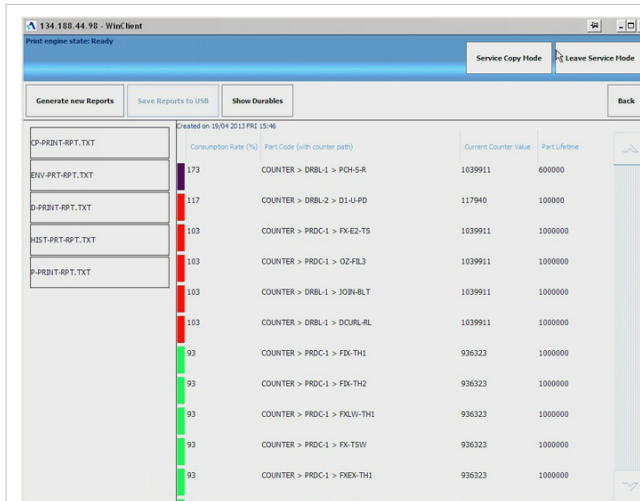 134.188.44.98 - WinClient
Print engine state: Ready
Service Copy Mode
Leave Service Mode
Generate new Reports
Save Reports to USB
Show Durables
Back
CP-PRINT-RPT.TXT
ENV-PRT-RPT.TXT
D-PRINT-RPT.TXT
HIST-PRT-RPT.TXT
P-PRINT-RPT.TXT
Created on 19/04 2013 FRI 15:46
Consumption Rate (%) Part Code (with counter path) Current Counter Value Part Lifetime
173 COUNTER > DRBL-1 > PCH-S-R 1039911 600000
117 COUNTER > DRBL-2 > D1-U-PD 117940 100000
103 COUNTER > PRDC-1 > FX-E2-TS 1039911 1000000
103 COUNTER > PRDC-1 > OZ-FIL3 1039911 1000000
103 COUNTER > DRBL-1 > JOIN-BLT 1039911 1000000
103 COUNTER > DRBL-1 > DCURL-RL 1039911 1000000
93 COUNTER > PRDC-1 > FIX-TH1 936323 1000000
93 COUNTER > PRDC-1 > FIX-TH2 936323 1000000
93 COUNTER > PRDC-1 > FXLW-TH1 936323 1000000
93 COUNTER > PRDC-1 > FX-TSW 936323 1000000
93 COUNTER > PRDC-1 > FXEX-TH1 936323 1000000